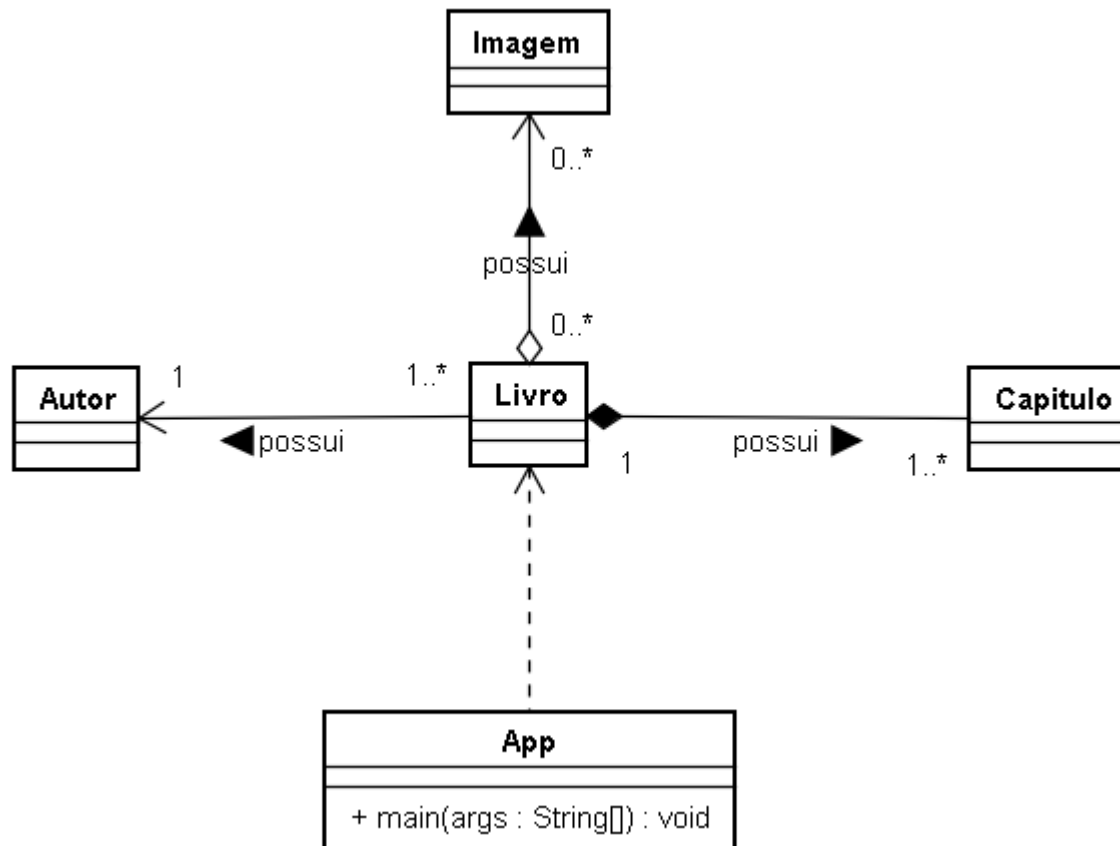 Imagem
0..*
possui
0..*
1
1..*
Autor
Livro
Capitulo
possui
1
possui
1..*
App
+ main(args : String[]) : void